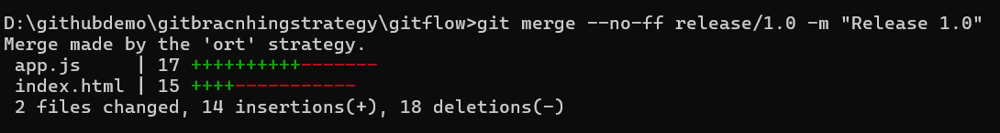 D:\githubdemo\gitbracnhingstrategy\gitflow>git merge --no-ff release/1.0 -m "Release 1.0"
Merge made by the 'ort' strategy.
 app.js     | 17 ++++++++++-------
 index.html | 15 ++++-----------
 2 files changed, 14 insertions(+), 18 deletions(-)